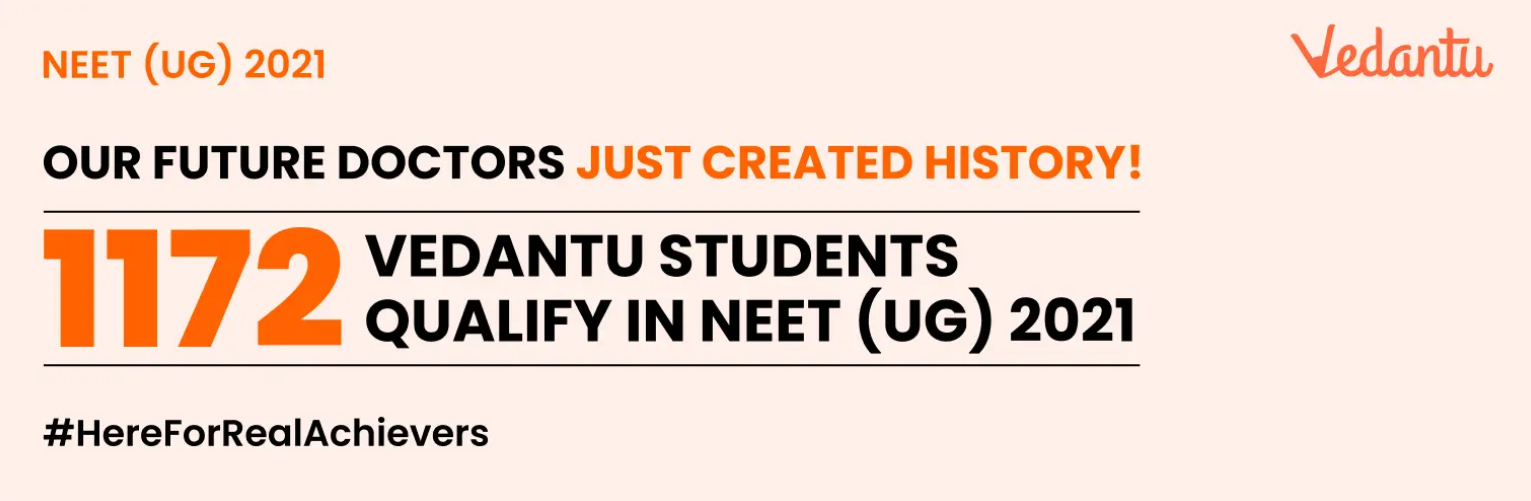 NEET (UG) 2021
Vedantu
OUR FUTURE DOCTORS JUST CREATED HISTORY!
1172 VEDANTU STUDENTS
QUALIFY IN NEET (UG) 2021
#HereForRealAchievers